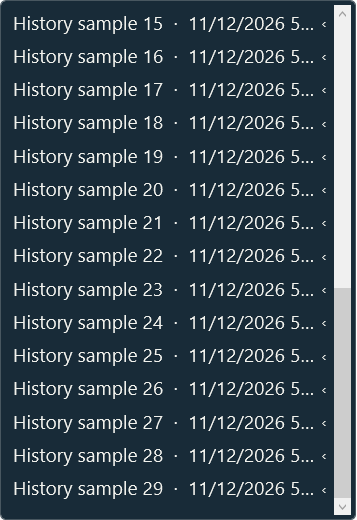 History sample 15 · 11/12/2026 5... ‹
History sample 16 · 11/12/2026 5... ‹
History sample 17 · 11/12/2026 5... ‹
History sample 18 · 11/12/2026 5... ‹
History sample 19 · 11/12/2026 5... ‹
History sample 20 · 11/12/2026 5... ‹
History sample 21 · 11/12/2026 5... ‹
History sample 22 · 11/12/2026 5... ‹
History sample 23 · 11/12/2026 5... ‹
History sample 24 · 11/12/2026 5... ‹
History sample 25 · 11/12/2026 5... ‹
History sample 26 · 11/12/2026 5... ‹
History sample 27 · 11/12/2026 5... ‹
History sample 28 · 11/12/2026 5... ‹
History sample 29 · 11/12/2026 5... ‹